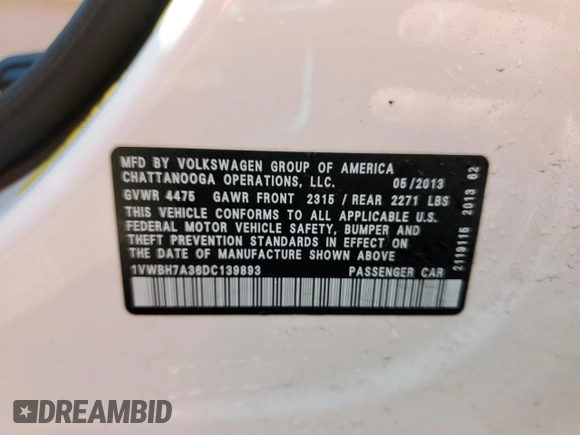 MFD BY VOLKSWAGEN GROUP OF AMERICA
CHATTANOOGA OPERATIONS, LLC. 05/2013
GVWR 4475 GAWR FRONT 2315 / REAR 2271 LBS
THIS VEHICLE CONFORMS TO ALL APPLICABLE U.S.
FEDERAL MOTOR VEHICLE SAFETY, BUMPER AND
THEFT PREVENTION STANDARDS IN EFFECT ON
THE DATE OF MANUFACTURE SHOWN ABOVE
1VWBH7A36DC139893 PASSENGER CAR
2119115 2013 62
DREAMBID